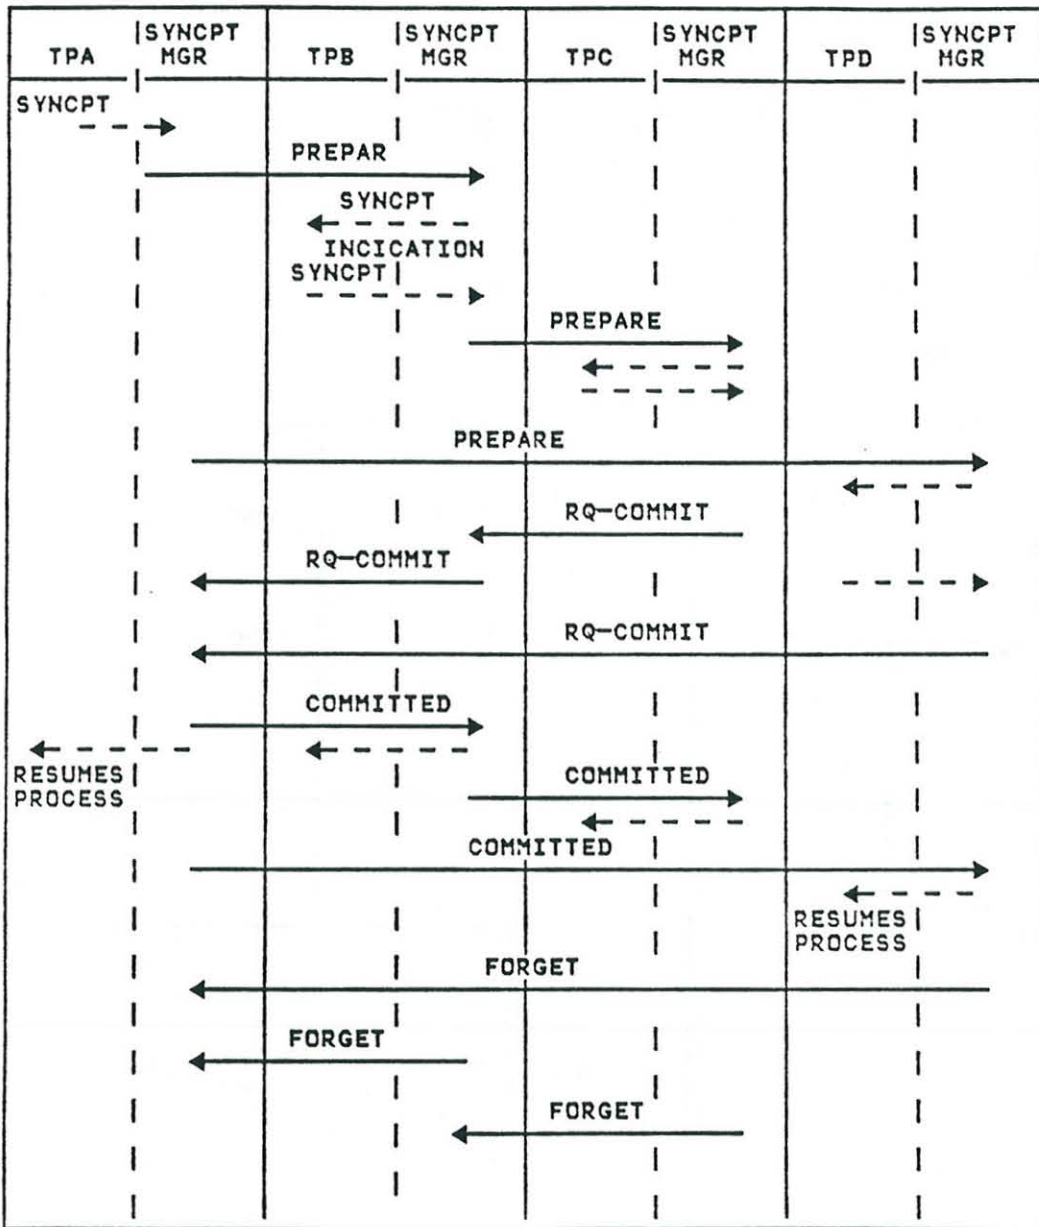 TPA
SYNCPT MGR
TPB
SYNCPT MGR
TPC
SYNCPT MGR
TPD
SYNCPT MGR
SYNCPT
PREPAR
SYNCPT
INCICATION
SYNCPT
PREPARE
PREPARE
RQ-COMMIT
RQ-COMMIT
RQ-COMMIT
COMMITTED
RESUMES
PROCESS
COMMITTED
COMMITTED
RESUMES
PROCESS
FORGET
FORGET
FORGET